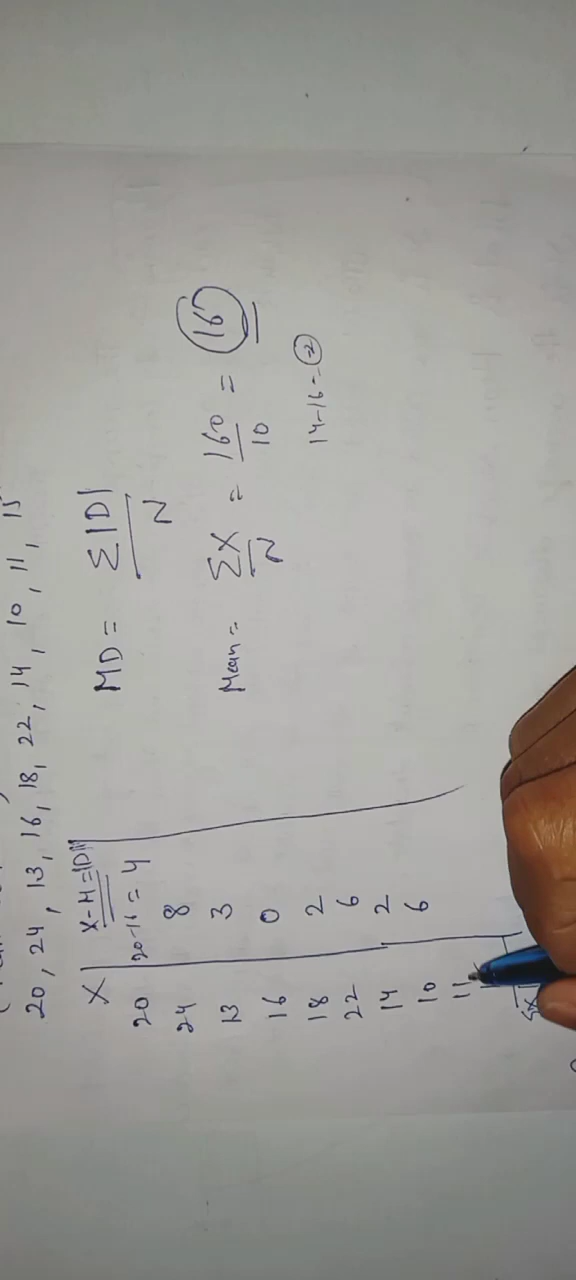 20, 24, 13, 16, 18, 22, 14, 10, 11, 15
X X-M=|D|
20 20-16 = 4
24 8
13 3
16 0
18 2
22 6
14 2
10 6
11
MD = Σ|D| / N
Mean = ΣX / N = 160 / 10 = 16
14-16=-2